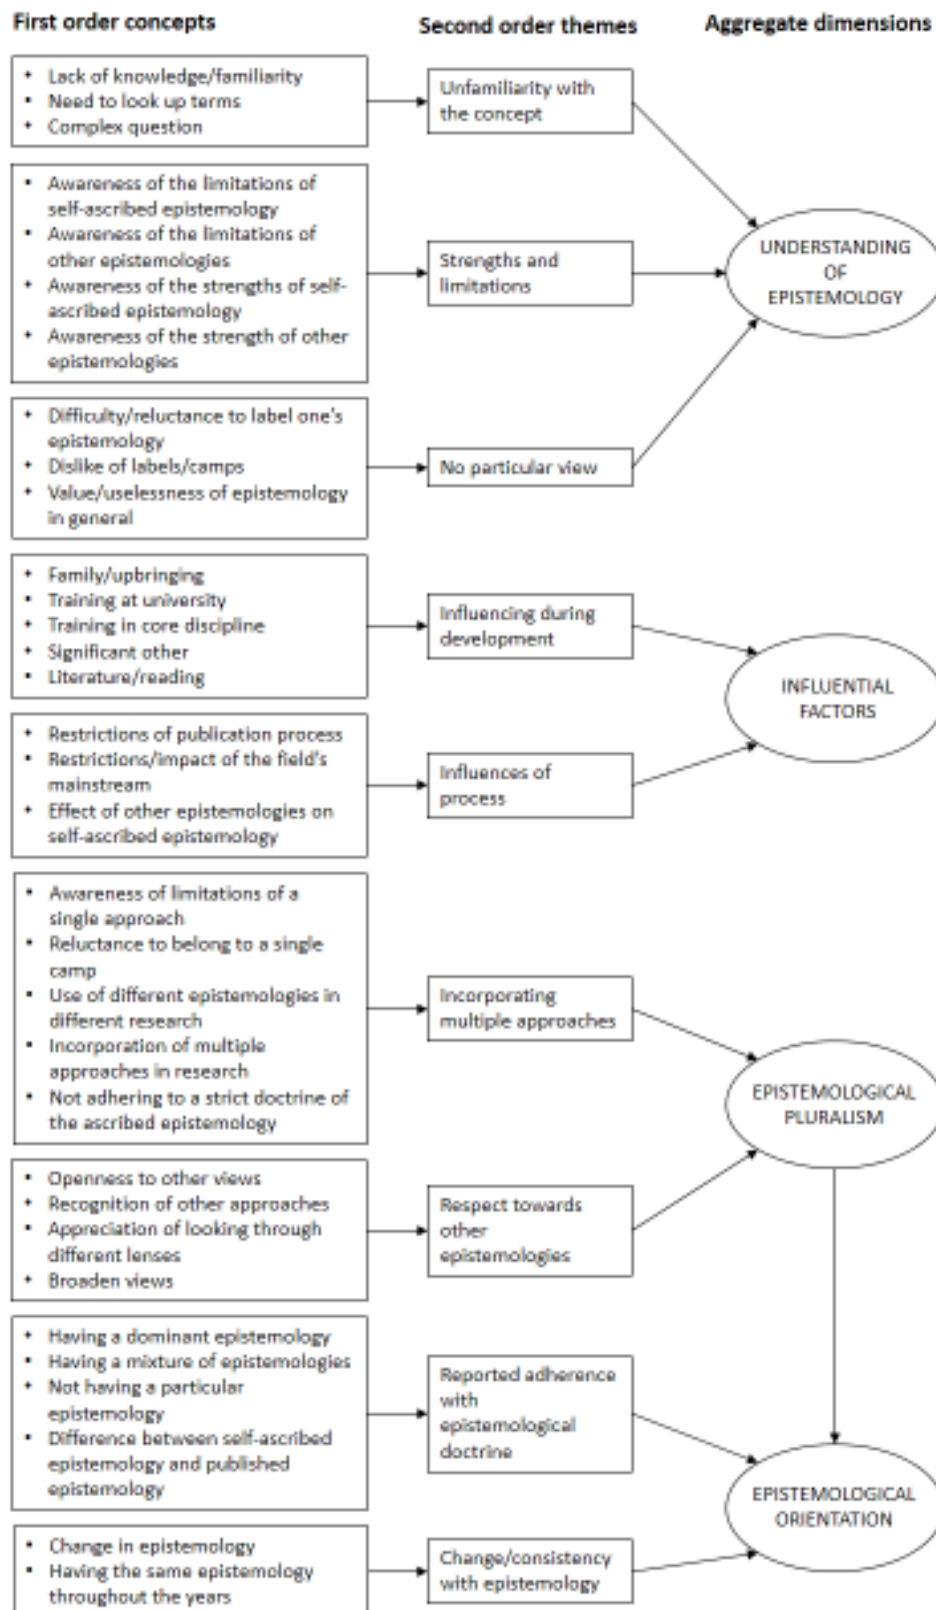 First order concepts
Second order themes
Aggregate dimensions
Lack of knowledge/familiarity
Need to look up terms
Complex question
Unfamiliarity with
the concept
Awareness of the limitations of
self-ascribed epistemology
Awareness of the limitations of
other epistemologies
Awareness of the strengths of self-
ascribed epistemology
Awareness of the strength of other
epistemologies
Strengths and
limitations
UNDERSTANDING
OF
EPISTEMOLOGY
Difficulty/reluctance to label one's
epistemology
Dislike of labels/camps
Value/uselessness of epistemology
in general
No particular view
Family/upbringing
Training at university
Training in core discipline
Significant other
Literature/reading
Influencing during
development
INFLUENTIAL
FACTORS
Restrictions of publication process
Restrictions/impact of the field's
mainstream
Effect of other epistemologies on
self-ascribed epistemology
Influences of
process
Awareness of limitations of a
single approach
Reluctance to belong to a single
camp
Use of different epistemologies in
different research
Incorporation of multiple
approaches in research
Not adhering to a strict doctrine of
the ascribed epistemology
Incorporating
multiple approaches
EPISTEMOLOGICAL
PLURALISM
Openness to other views
Recognition of other approaches
Appreciation of looking through
different lenses
Broaden views
Respect towards
other
epistemologies
Having a dominant epistemology
Having a mixture of epistemologies
Not having a particular
epistemology
Difference between self-ascribed
epistemology and published
epistemology
Reported adherence
with
epistemological
doctrine
EPISTEMOLOGICAL
ORIENTATION
Change in epistemology
Having the same epistemology
throughout the years
Change/consistency
with epistemology